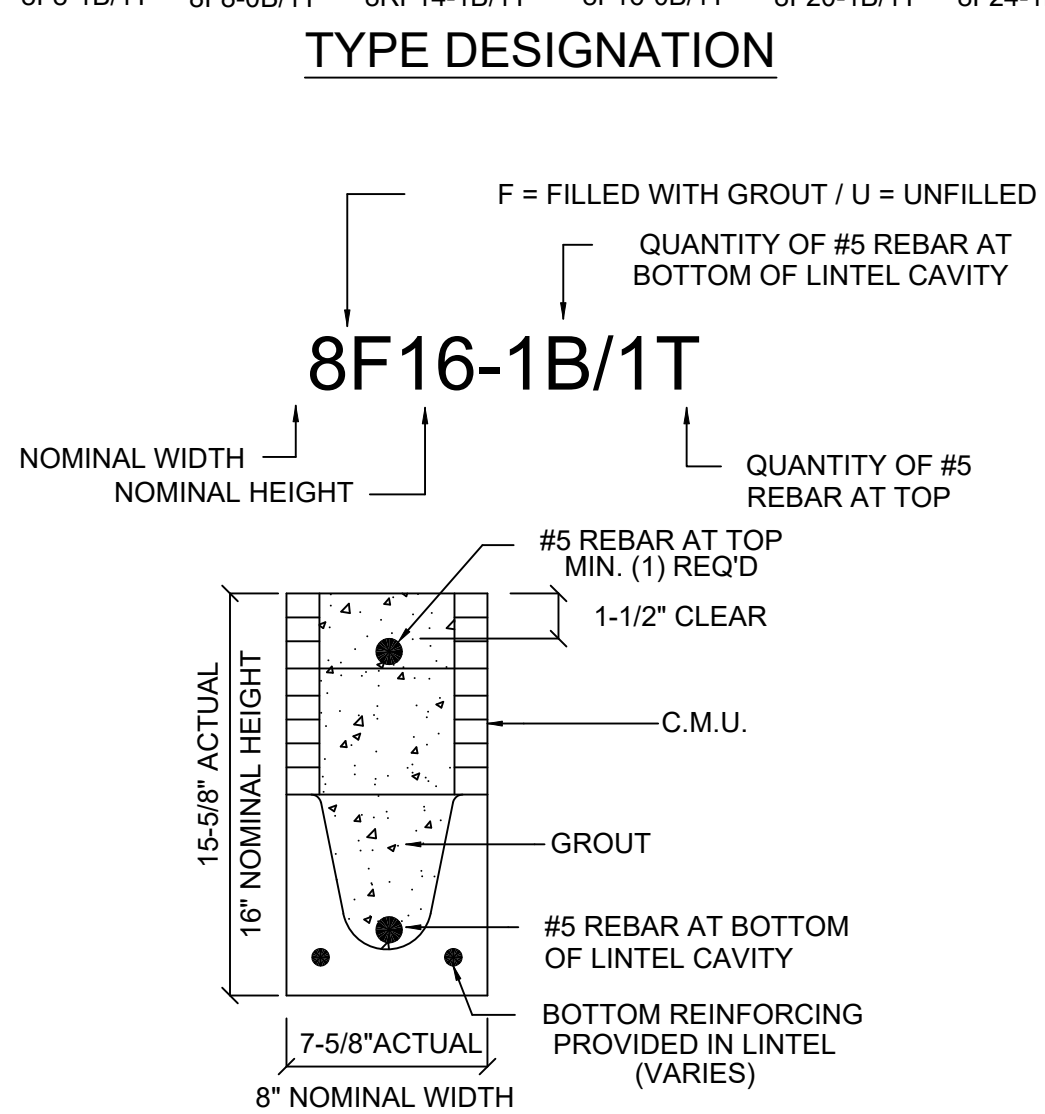 TYPE DESIGNATION
F = FILLED WITH GROUT / U = UNFILLED
QUANTITY OF #5 REBAR AT
BOTTOM OF LINTEL CAVITY
8F16-1B/1T
NOMINAL WIDTH
NOMINAL HEIGHT
QUANTITY OF #5
REBAR AT TOP
#5 REBAR AT TOP
MIN. (1) REQ'D
1-1/2" CLEAR
15-5/8" ACTUAL
16" NOMINAL HEIGHT
C.M.U.
GROUT
#5 REBAR AT BOTTOM
OF LINTEL CAVITY
BOTTOM REINFORCING
PROVIDED IN LINTEL
(VARIES)
7-5/8"ACTUAL
8" NOMINAL WIDTH